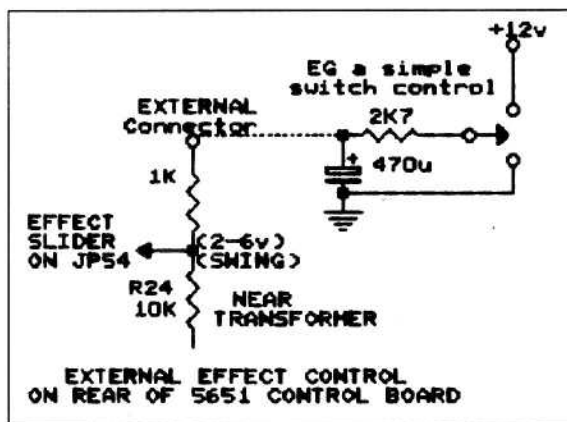 +12v
EG a simple
switch control
EXTERNAL
Connector
2K7
+
470u
1K
EFFECT
SLIDER
ON JP54
(2-6v)
(SWING)
R24
10K
NEAR
TRANSFORMER
EXTERNAL EFFECT CONTROL
ON REAR OF 5651 CONTROL BOARD